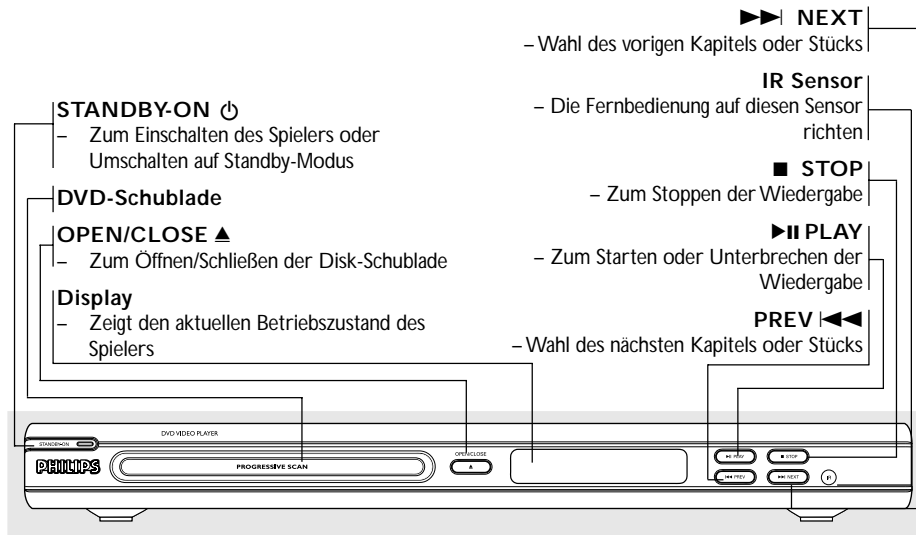 ►►| NEXT
– Wahl des vorigen Kapitels oder Stücks
IR Sensor
– Die Fernbedienung auf diesen Sensor
richten
■ STOP
– Zum Stoppen der Wiedergabe
►II PLAY
– Zum Starten oder Unterbrechen der
Wiedergabe
PREV |◄◄
– Wahl des nächsten Kapitels oder Stücks
STANDBY-ON ⏻
– Zum Einschalten des Spielers oder
Umschalten auf Standby-Modus
DVD-Schublade
OPEN/CLOSE ▲
– Zum Öffnen/Schließen der Disk-Schublade
Display
– Zeigt den aktuellen Betriebszustand des
Spielers
DVD VIDEO PLAYER
STANDBY-ON
PHILIPS
PROGRESSIVE SCAN
OPEN/CLOSE
▲
►II PLAY
■ STOP
|◄◄ PREV
►►| NEXT
IR